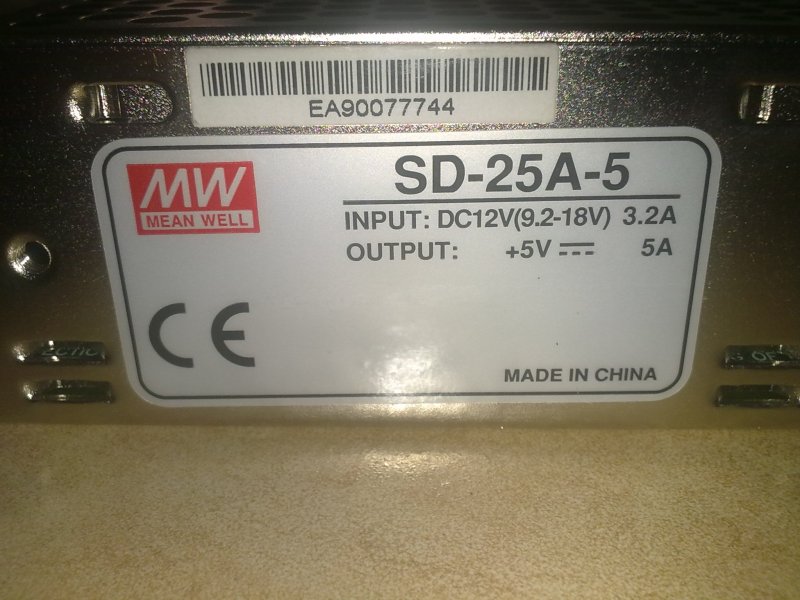 EA90077744
MW
MEAN WELL
SD-25A-5
INPUT: DC12V(9.2-18V) 3.2A
OUTPUT: +5V ⎓ 5A
CE
MADE IN CHINA